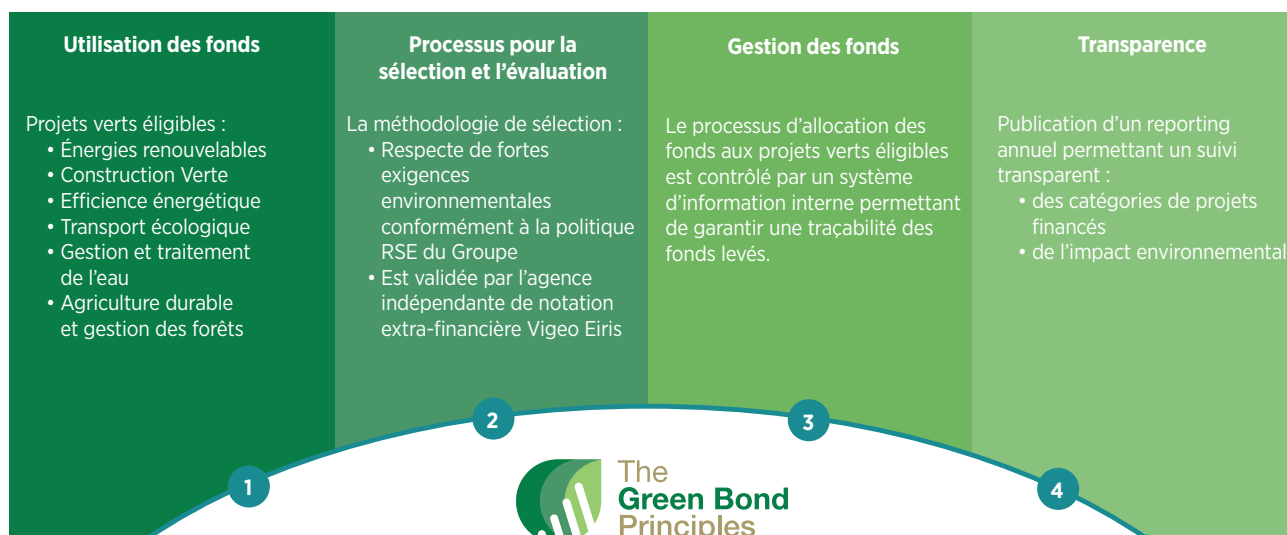 Utilisation des fonds
Projets verts éligibles :
• Énergies renouvelables
• Construction Verte
• Efficience énergétique
• Transport écologique
• Gestion et traitement
de l'eau
• Agriculture durable
et gestion des forêts
1
Processus pour la
sélection et l'évaluation
La méthodologie de sélection :
• Respecte de fortes
exigences
environnementales
conformément à la politique
RSE du Groupe
• Est validée par l'agence
indépendante de notation
extra-financière Vigeo Eiris
2
Gestion des fonds
Le processus d'allocation des
fonds aux projets verts éligibles
est contrôlé par un système
d'information interne permettant
de garantir une traçabilité des
fonds levés.
3
Transparence
Publication d'un reporting
annuel permettant un suivi
transparent :
• des catégories de projets
financés
• de l'impact environnemental
4
The
Green Bond
Principles